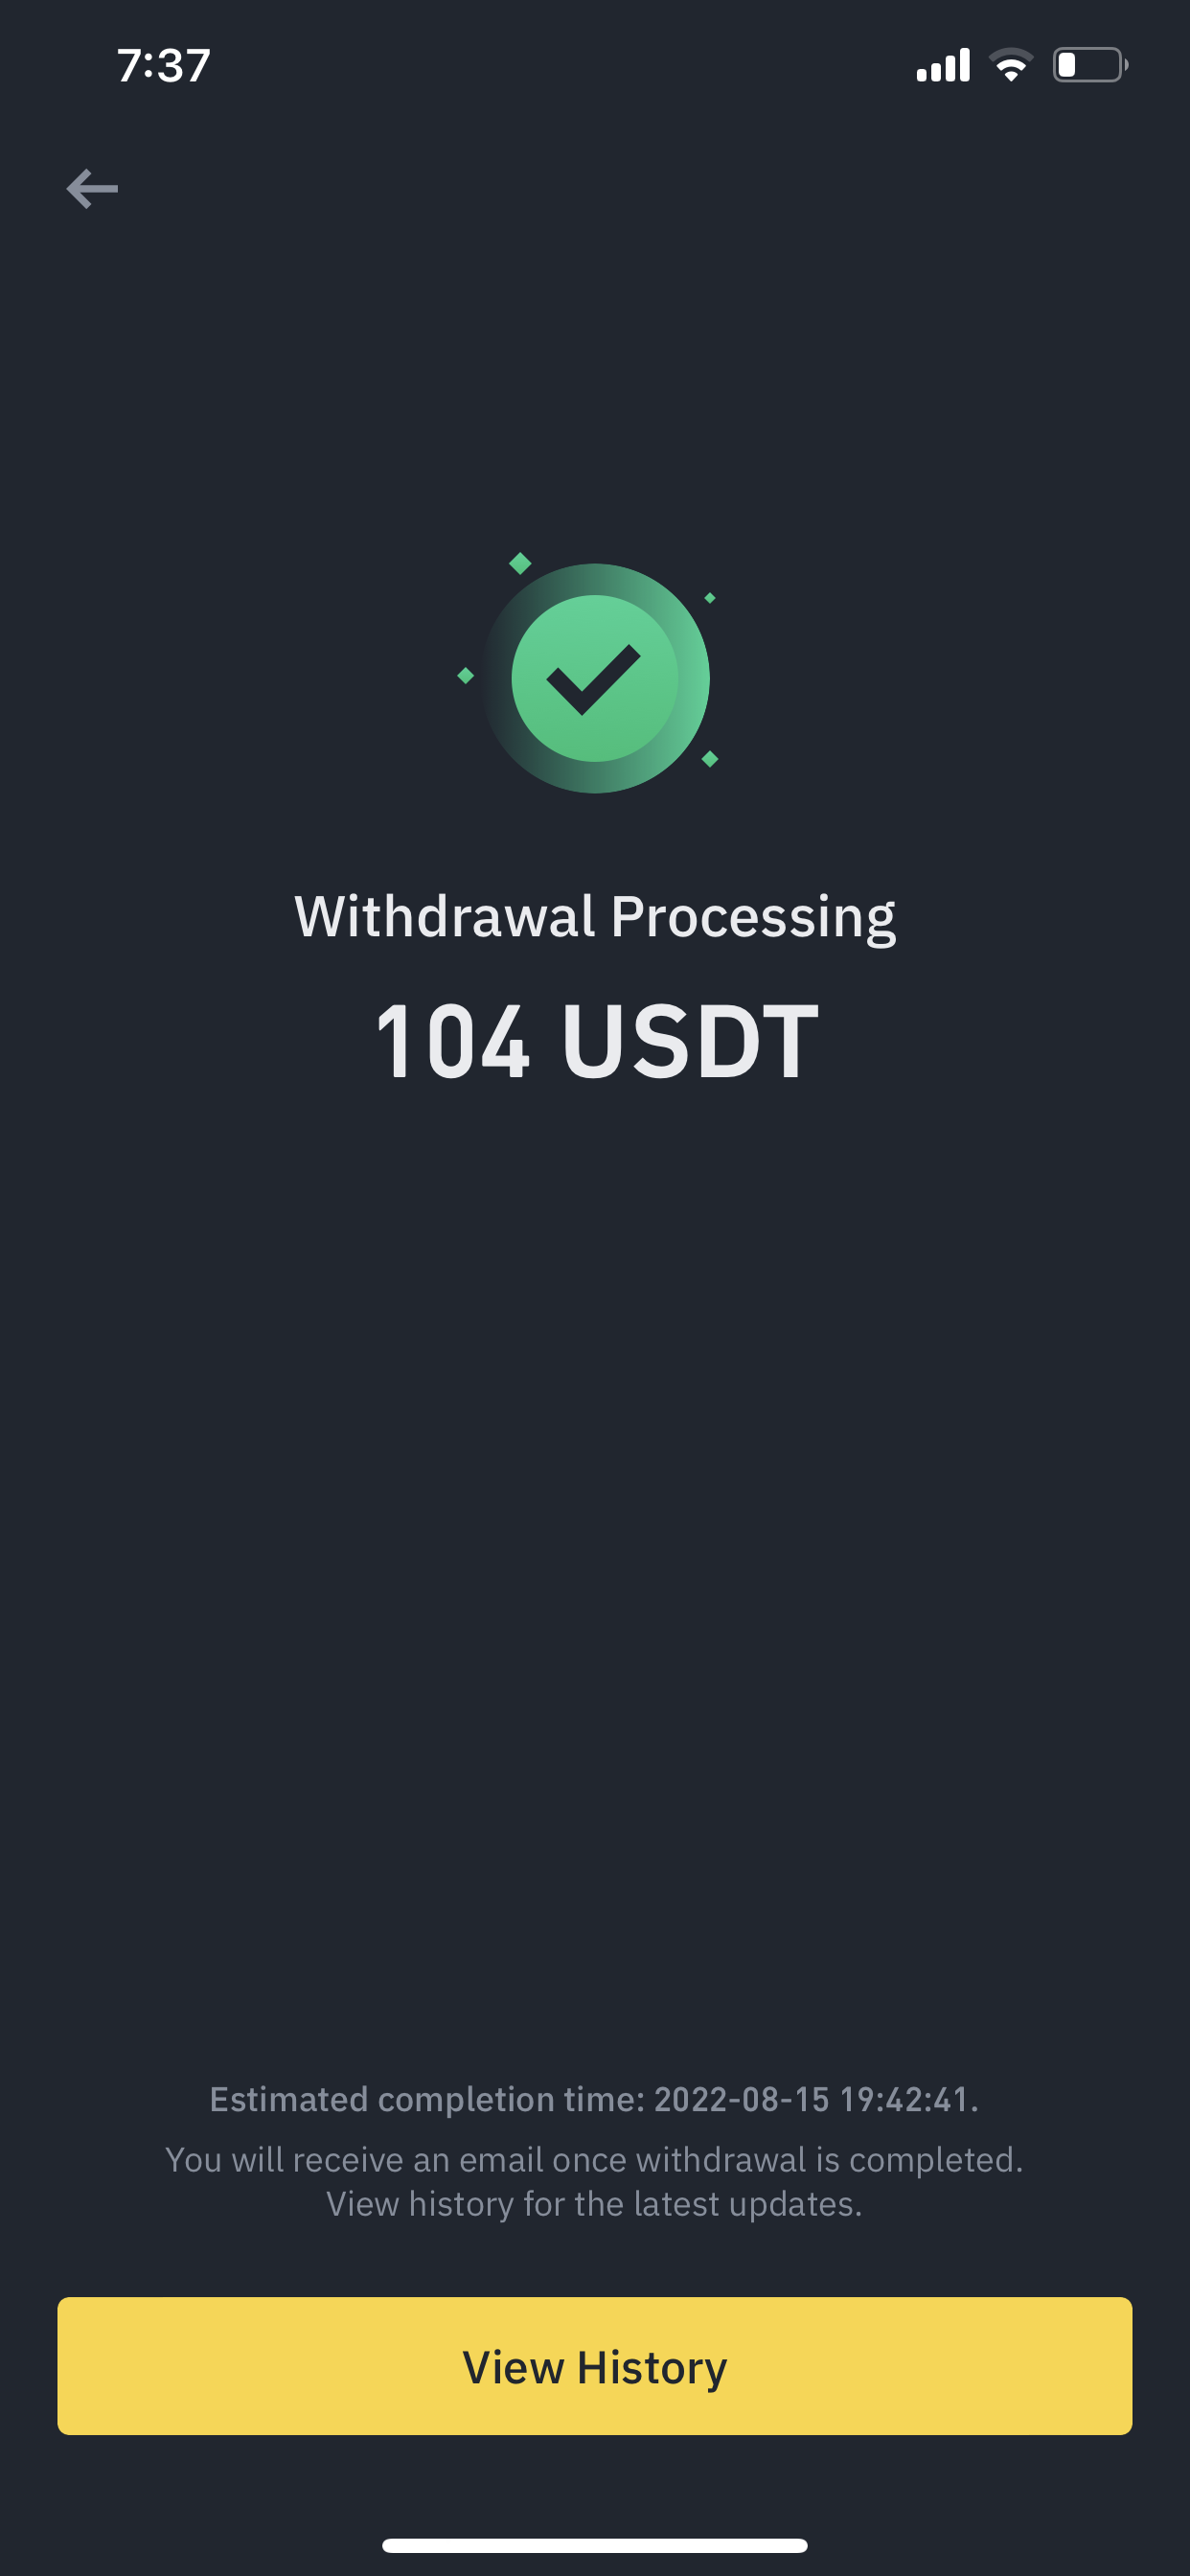 7:37
Withdrawal Processing
104 USDT
Estimated completion time: 2022-08-15 19:42:41.
You will receive an email once withdrawal is completed.
View history for the latest updates.
View History